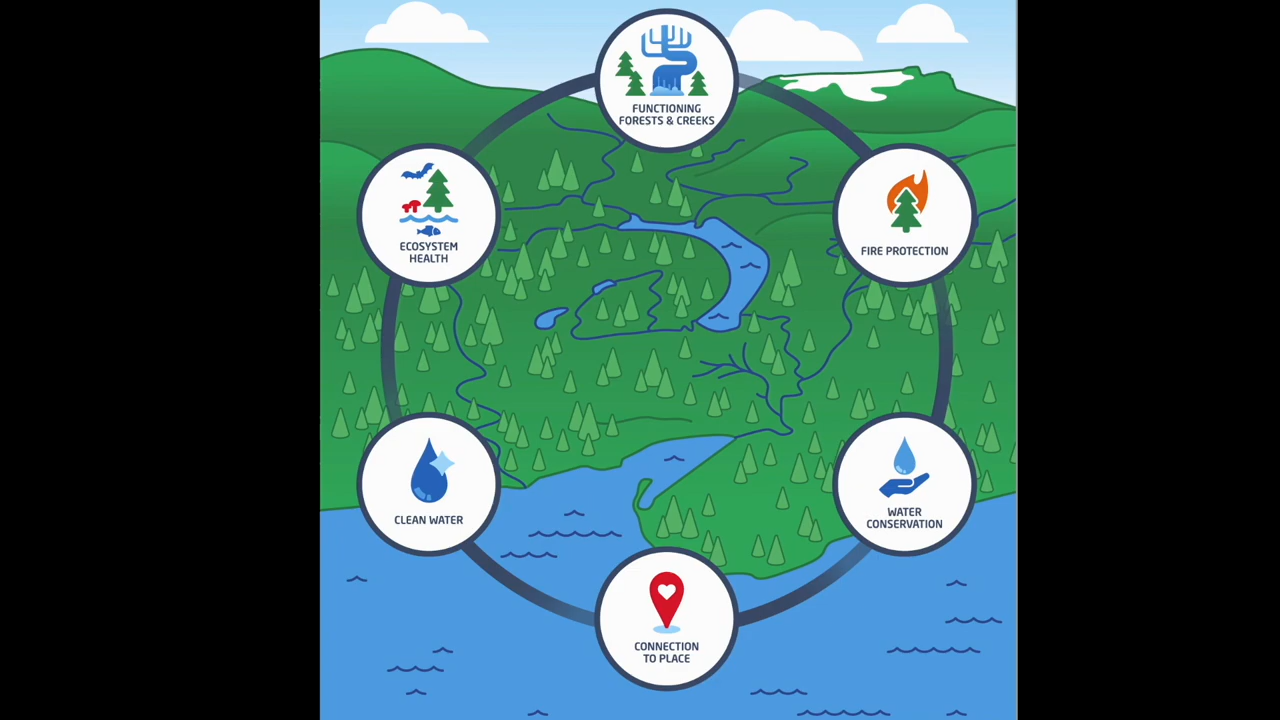 FUNCTIONING
FORESTS & CREEKS
ECOSYSTEM
HEALTH
FIRE PROTECTION
CLEAN WATER
WATER
CONSERVATION
CONNECTION
TO PLACE